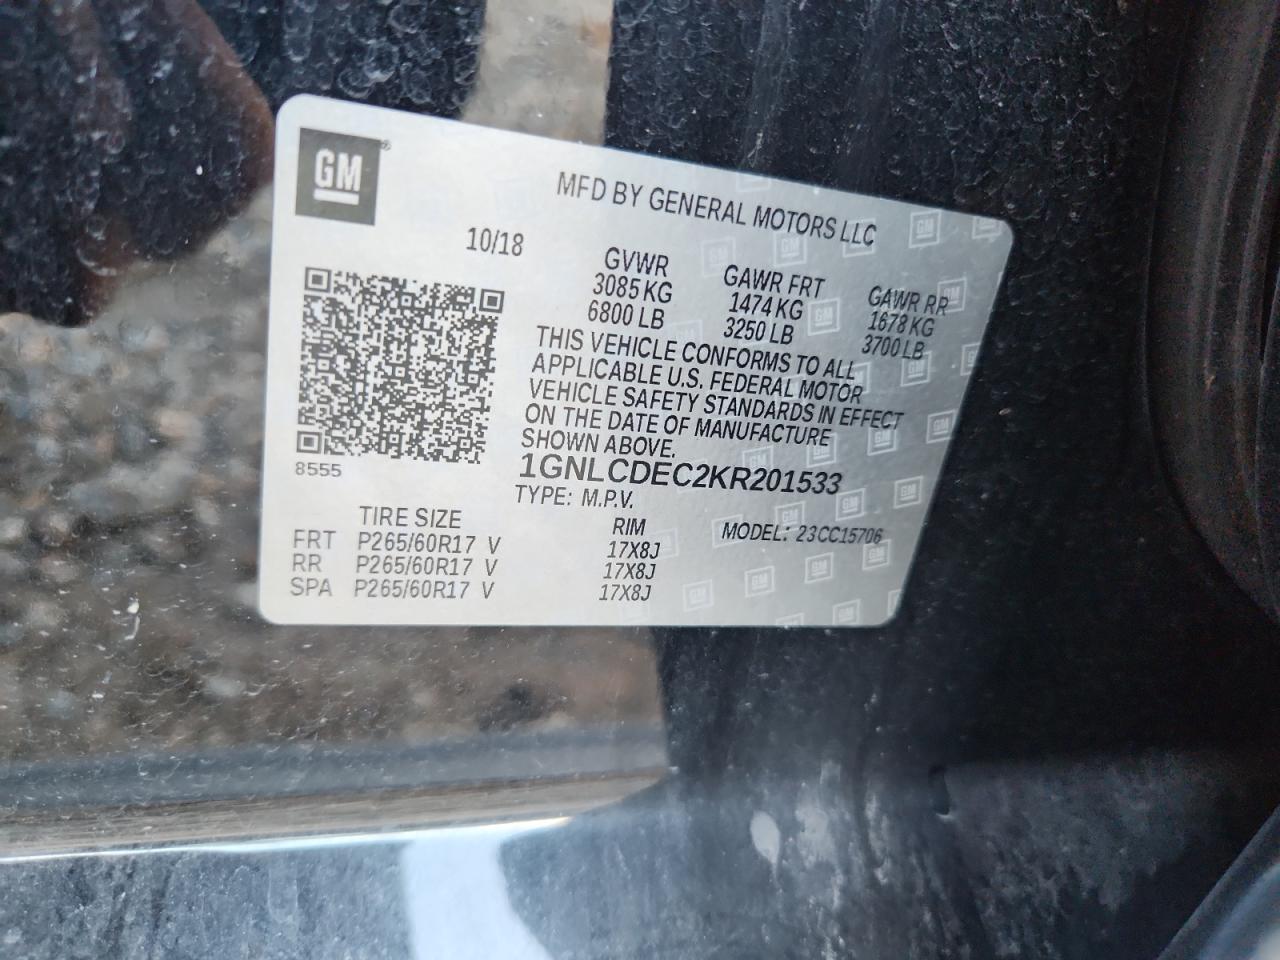 GM
MFD BY GENERAL MOTORS LLC
10/18
GVWR GAWR FRT GAWR RR
3085 KG 1474 KG 1678 KG
6800 LB 3250 LB 3700 LB
THIS VEHICLE CONFORMS TO ALL
APPLICABLE U.S. FEDERAL MOTOR
VEHICLE SAFETY STANDARDS IN EFFECT
ON THE DATE OF MANUFACTURE
SHOWN ABOVE.
8555
1GNLCDEC2KR201533
TYPE: M.P.V.
TIRE SIZE RIM MODEL: 23CC15706
FRT P265/60R17 V 17X8J
RR P265/60R17 V 17X8J
SPA P265/60R17 V 17X8J